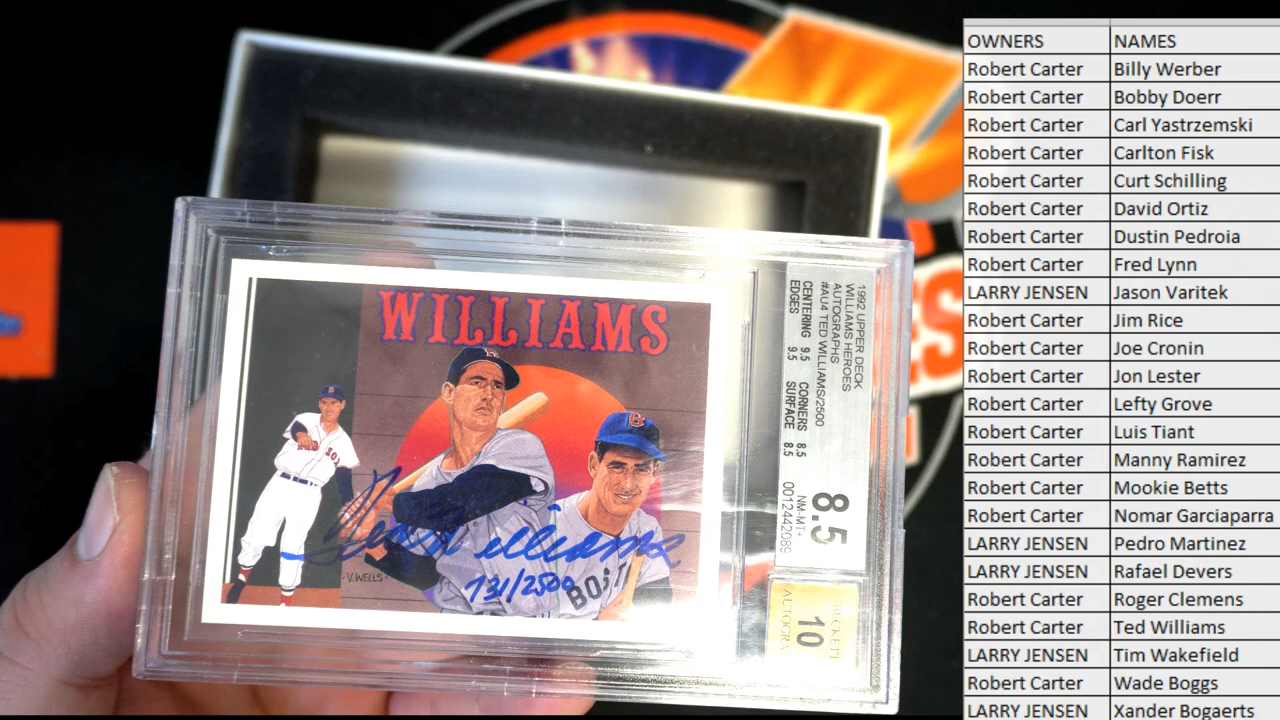 WILLIAMS
B
B
BOST
-V.WELLS-
Ted Williams
731/2500
1992 UPPER DECK
WILLIAMS HEROES
AUTOGRAPHS
#AU4 TED WILLIAMS/2500
CENTERING 9.5 CORNERS 8.5
EDGES 9.5 SURFACE 8.5
8.5
NM-MT+
0012442089
BECKETT
10
AUTOGRA
OWNERS NAMES
Robert Carter Billy Werber
Robert Carter Bobby Doerr
Robert Carter Carl Yastrzemski
Robert Carter Carlton Fisk
Robert Carter Curt Schilling
Robert Carter David Ortiz
Robert Carter Dustin Pedroia
Robert Carter Fred Lynn
LARRY JENSEN Jason Varitek
Robert Carter Jim Rice
Robert Carter Joe Cronin
Robert Carter Jon Lester
Robert Carter Lefty Grove
Robert Carter Luis Tiant
Robert Carter Manny Ramirez
Robert Carter Mookie Betts
Robert Carter Nomar Garciaparra
LARRY JENSEN Pedro Martinez
LARRY JENSEN Rafael Devers
Robert Carter Roger Clemens
Robert Carter Ted Williams
LARRY JENSEN Tim Wakefield
Robert Carter Wade Boggs
LARRY JENSEN Xander Bogaerts